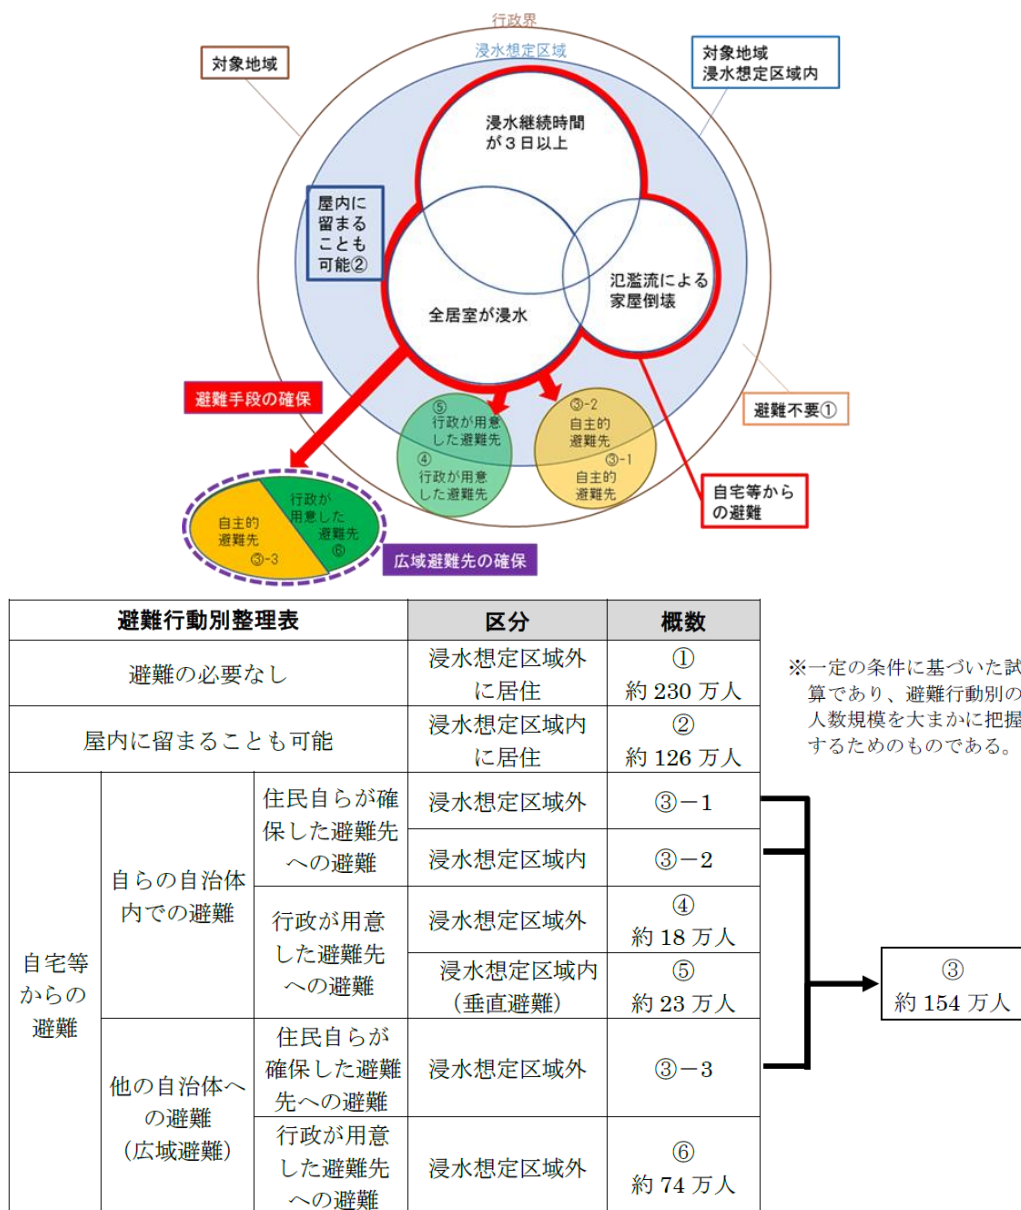 行政界
浸水想定区域
対象地域
対象地域
浸水想定区域内
浸水継続時間
が3日以上
屋内に
留まる
ことも
可能②
氾濫流による
家屋倒壊
全居室が浸水
避難手段の確保
⑤
行政が用意
した避難先
④
行政が用意
した避難先
③-2
自主的
避難先
③-1
自主的
避難先
避難不要①
自宅等から
の避難
行政が
用意した
避難先
⑥
自主的
避難先
③-3
広域避難先の確保
避難行動別整理表
区分
概数
避難の必要なし
浸水想定区域外
に居住
①
約 230 万人
※一定の条件に基づいた試
算であり、避難行動別の
人数規模を大まかに把握
するためのものである。
屋内に留まることも可能
浸水想定区域内
に居住
②
約 126 万人
自宅等
からの
避難
自らの自治体
内での避難
住民自らが確
保した避難先
への避難
浸水想定区域外
③-1
浸水想定区域内
③-2
行政が用意
した避難先
への避難
浸水想定区域外
④
約 18 万人
浸水想定区域内
(垂直避難)
⑤
約 23 万人
③
約 154 万人
他の自治体へ
の避難
(広域避難)
住民自らが
確保した避難
先への避難
浸水想定区域外
③-3
行政が用意
した避難先
への避難
浸水想定区域外
⑥
約 74 万人